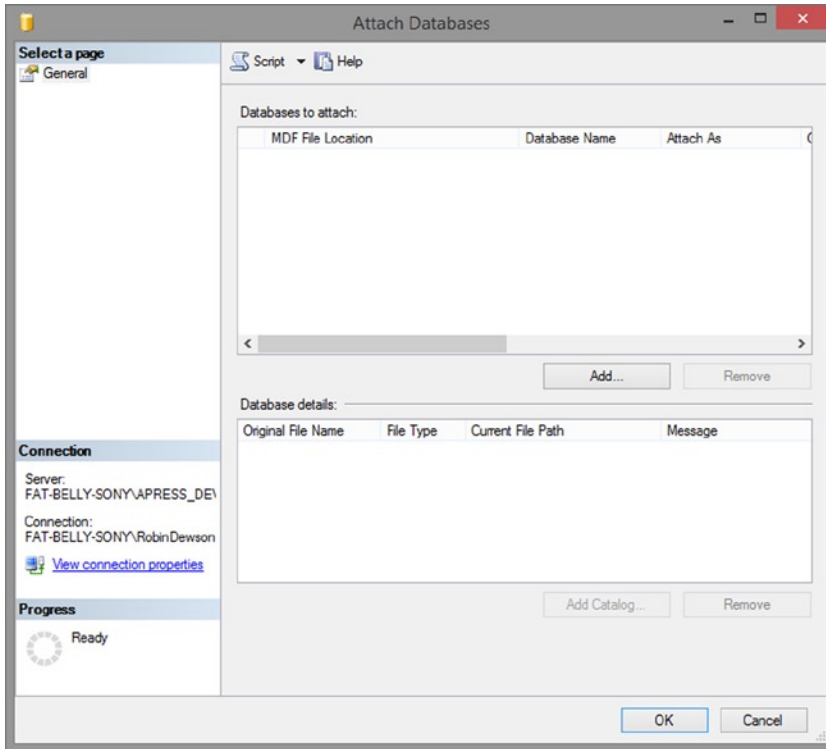 Attach Databases
Select a page
General
Script
Help
Databases to attach:
MDF File Location Database Name Attach As
Add... Remove
Database details:
Original File Name File Type Current File Path Message
Connection
Server:
FAT-BELLY-SONY\APRESS_DEV
Connection:
FAT-BELLY-SONY\RobinDewson
View connection properties
Progress
Ready
Add Catalog... Remove
OK Cancel